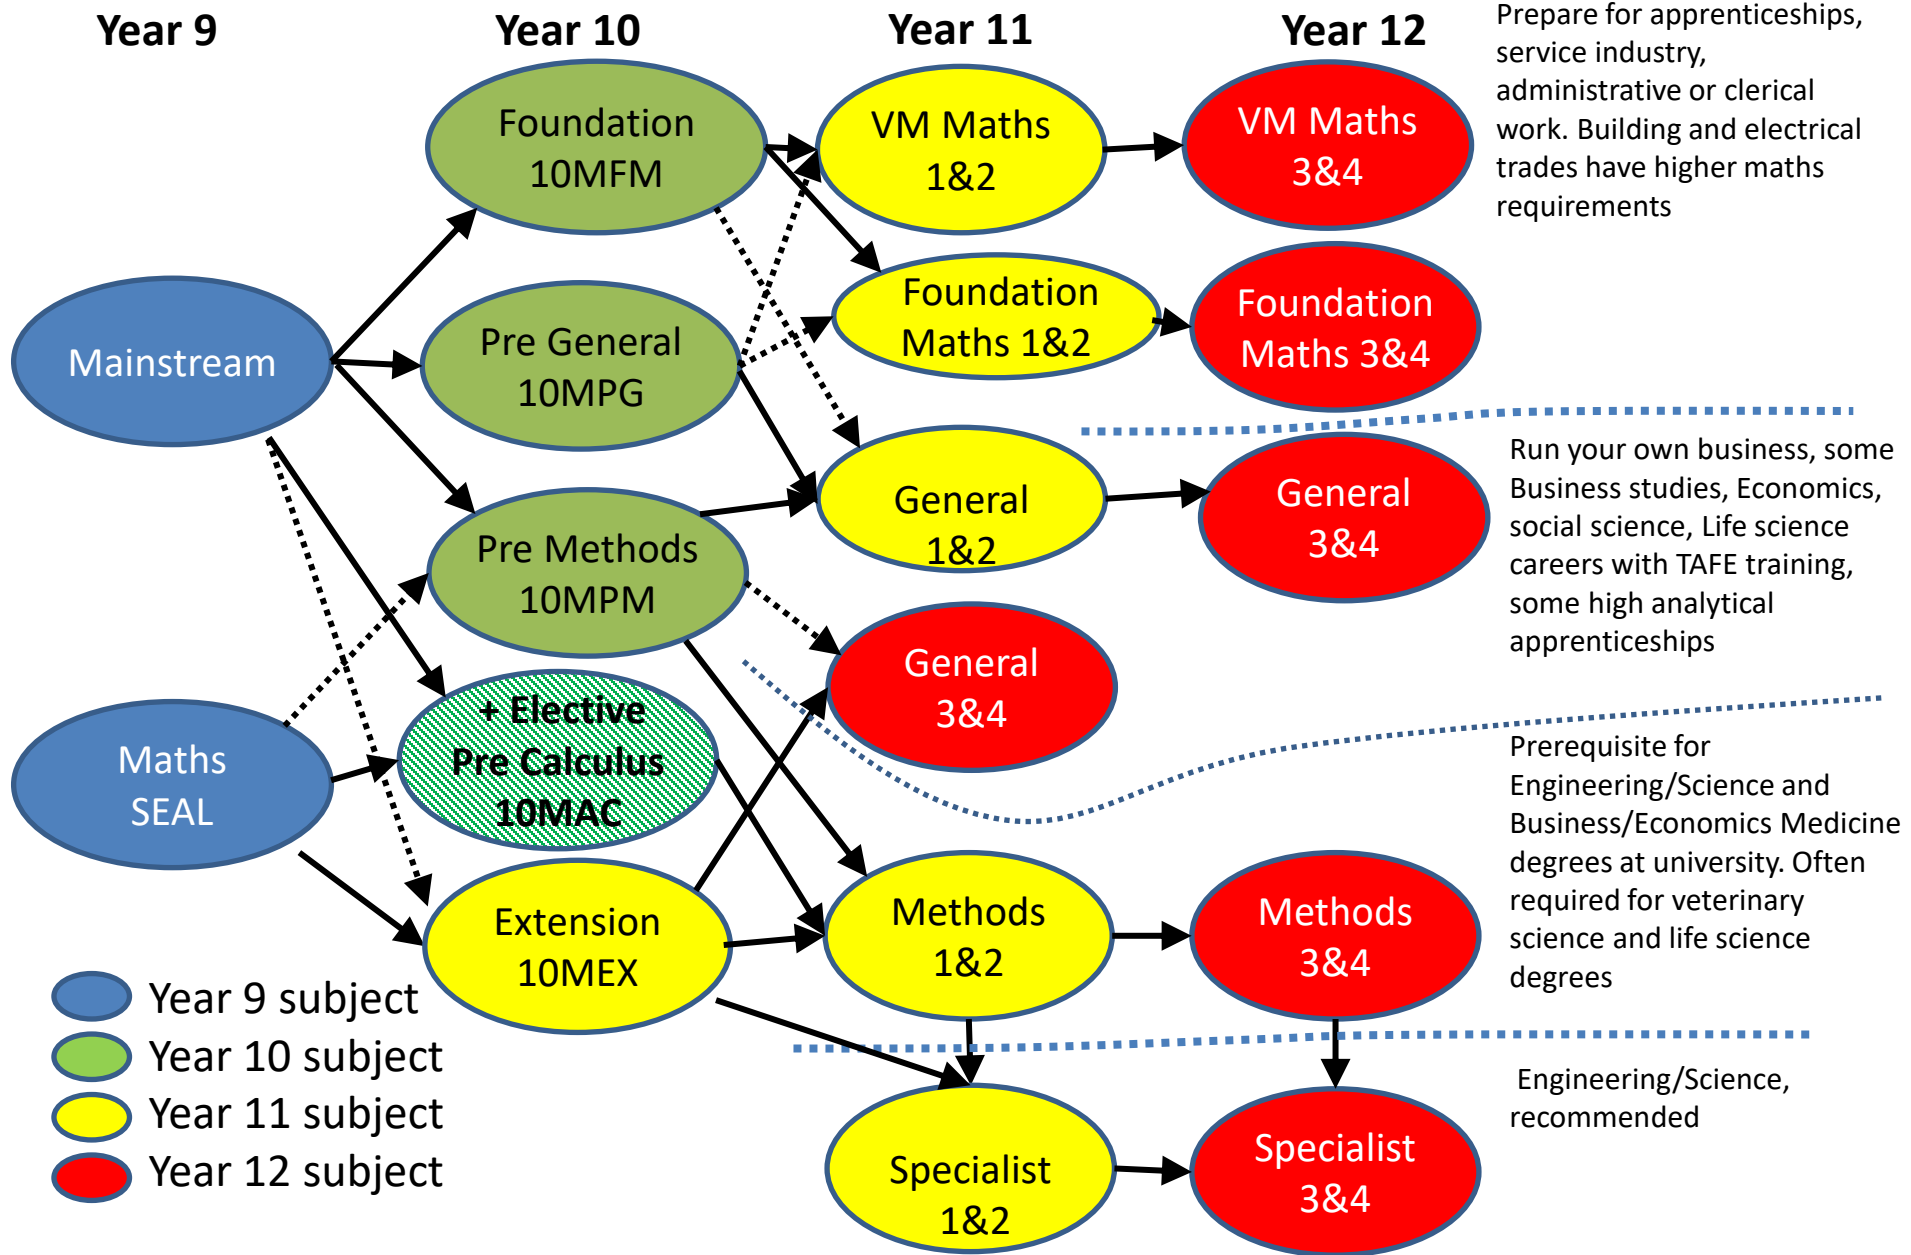 Year 9
Year 10
Year 11
Year 12
Mainstream
Maths
SEAL
Foundation
10MFM
Pre General
10MPG
Pre Methods
10MPM
+ Elective
Pre Calculus
10MAC
Extension
10MEX
VM Maths
1&2
Foundation
Maths 1&2
General
1&2
General
3&4
Methods
1&2
Specialist
1&2
VM Maths
3&4
Foundation
Maths 3&4
General
3&4
Methods
3&4
Specialist
3&4
Prepare for apprenticeships,
service industry,
administrative or clerical
work. Building and electrical
trades have higher maths
requirements
Run your own business, some
Business studies, Economics,
social science, Life science
careers with TAFE training,
some high analytical
apprenticeships
Prerequisite for
Engineering/Science and
Business/Economics Medicine
degrees at university. Often
required for veterinary
science and life science
degrees
Engineering/Science,
recommended
Year 9 subject
Year 10 subject
Year 11 subject
Year 12 subject